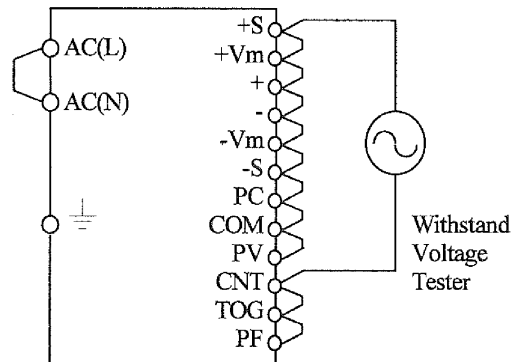 AC(L)
AC(N)
+S
+Vm
+
-
-Vm
-S
PC
COM
PV
CNT
TOG
PF
Withstand
Voltage
Tester